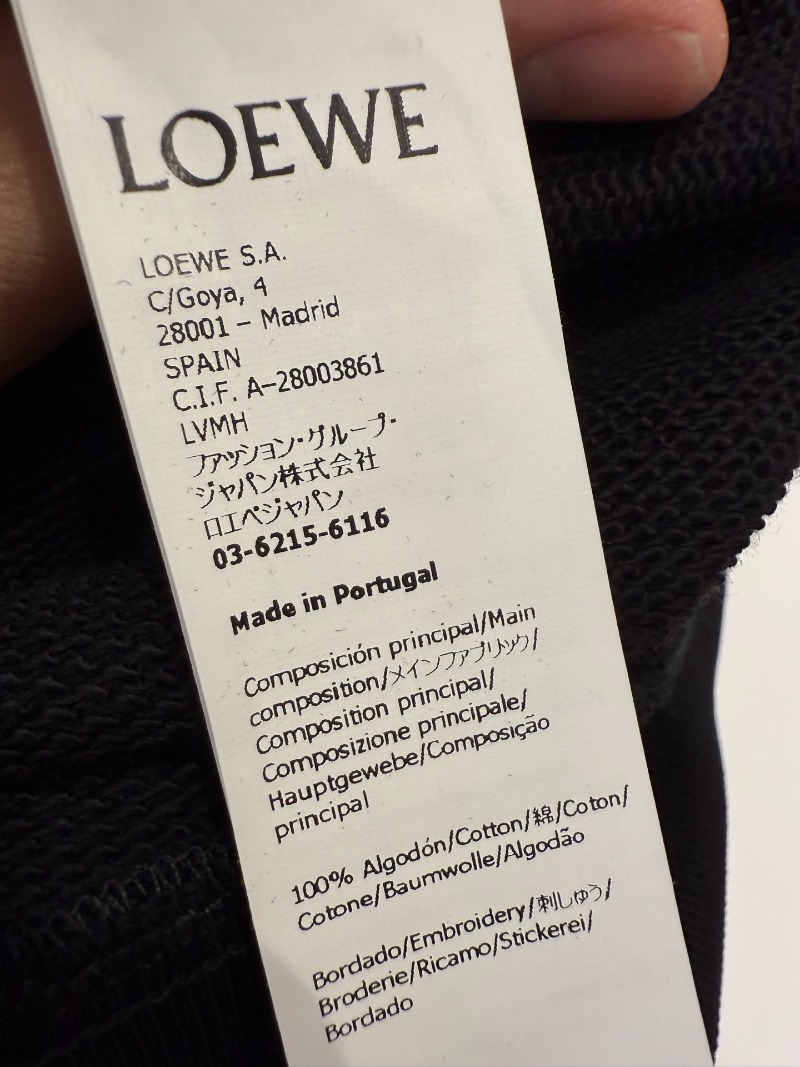 LOEWE
LOEWE S.A.
C/Goya, 4
28001 – Madrid
SPAIN
C.I.F. A–28003861
LVMH
ファッション・グループ・
ジャパン株式会社
ロエベジャパン
03-6215-6116
Made in Portugal
Composición principal/Main
composition/メインファブリック/
Composition principal/
Composizione principale/
Hauptgewebe/Composição
principal
100% Algodón/Cotton/綿/Coton/
Cotone/Baumwolle/Algodão
Bordado/Embroidery/刺しゅう/
Broderie/Ricamo/Stickerei/
Bordado